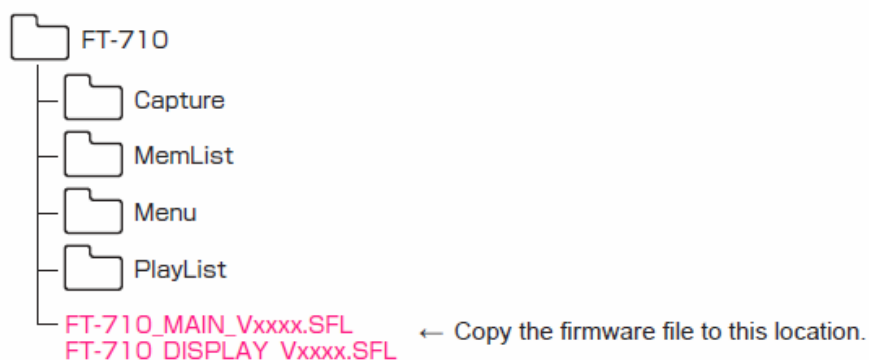 FT-710
Capture
MemList
Menu
PlayList
FT-710_MAIN_Vxxxx.SFL
← Copy the firmware file to this location.
FT-710_DISPLAY_Vxxxx.SFL